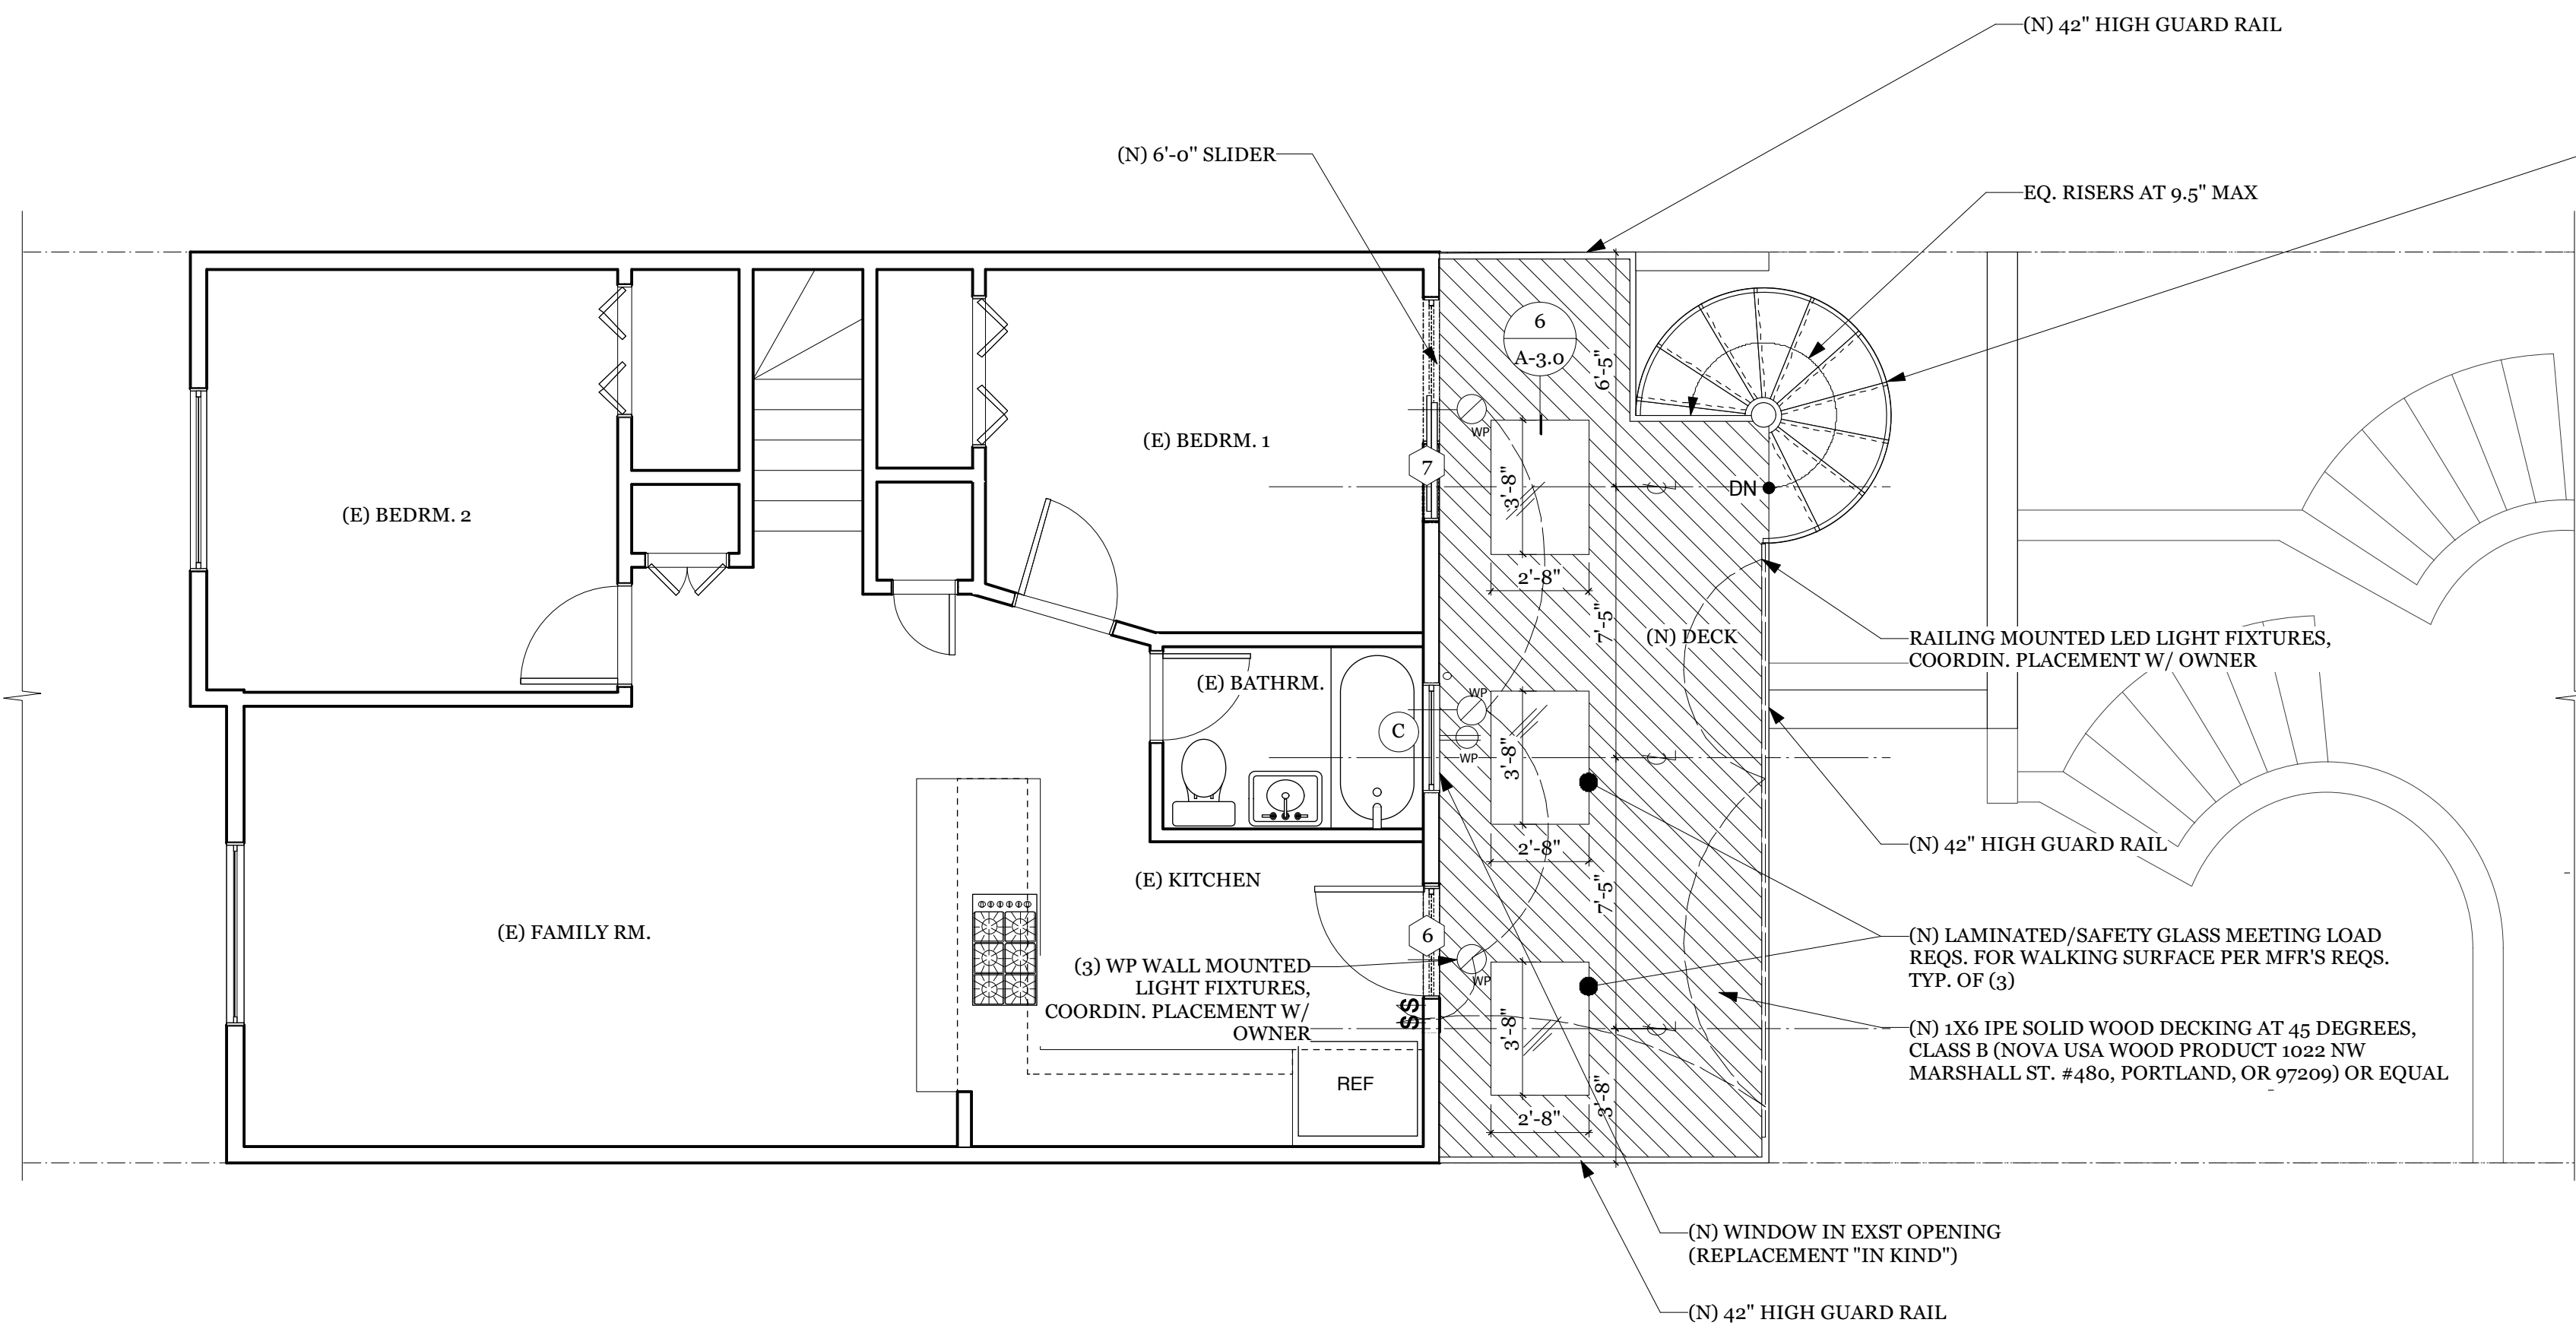 (N) 42" HIGH GUARD RAIL
(N) 6'-0" SLIDER
EQ. RISERS AT 9.5" MAX
6
A-3.0
6'-5"
(E) BEDRM. 1
WP
7
3'-8"
DN
(E) BEDRM. 2
2'-8"
7'-5"
(N) DECK
RAILING MOUNTED LED LIGHT FIXTURES,
COORDIN. PLACEMENT W/ OWNER
(E) BATHRM.
WP
C
3'-8"
WP
2'-8"
(N) 42" HIGH GUARD RAIL
(E) KITCHEN
7'-5"
(E) FAMILY RM.
6
(N) LAMINATED/SAFETY GLASS MEETING LOAD
REQS. FOR WALKING SURFACE PER MFR'S REQS.
TYP. OF (3)
(3) WP WALL MOUNTED
LIGHT FIXTURES,
COORDIN. PLACEMENT W/
OWNER
WP
$$
3'-8"
(N) 1X6 IPE SOLID WOOD DECKING AT 45 DEGREES,
CLASS B (NOVA USA WOOD PRODUCT 1022 NW
MARSHALL ST. #480, PORTLAND, OR 97209) OR EQUAL
REF
3'-8"
2'-8"
(N) WINDOW IN EXST OPENING
(REPLACEMENT "IN KIND")
(N) 42" HIGH GUARD RAIL